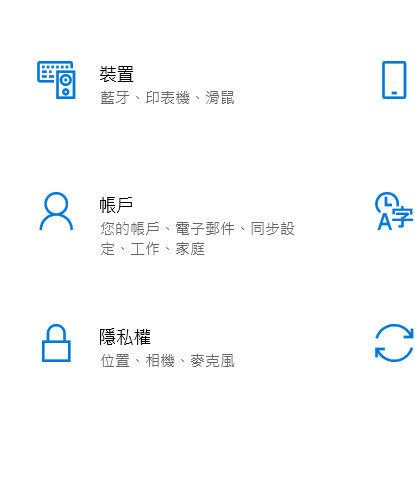 裝置
藍牙、印表機、滑鼠
帳戶
您的帳戶、電子郵件、同步設
定、工作、家庭
隱私權
位置、相機、麥克風